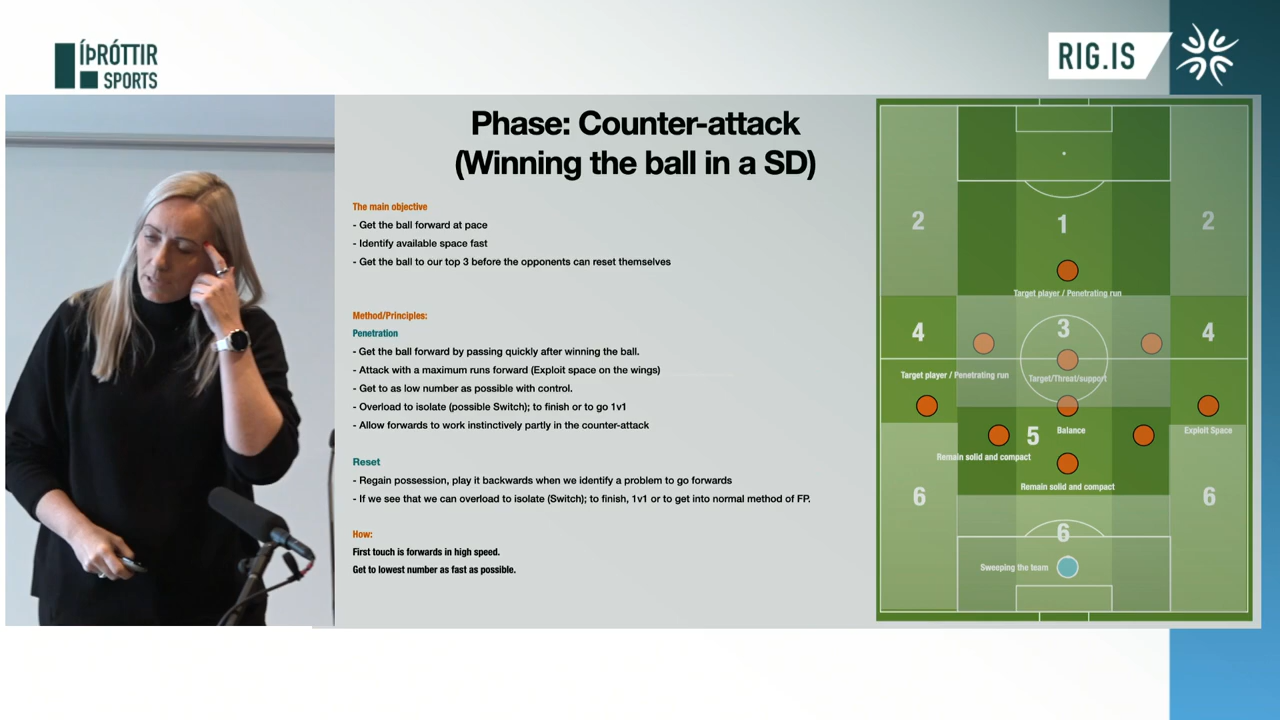 ÍÞRÓTTIR
SPORTS
RIG.IS
Phase: Counter-attack
(Winning the ball in a SD)
The main objective
- Get the ball forward at pace
- Identify available space fast
- Get the ball to our top 3 before the opponents can reset themselves
Method/Principles:
Penetration
- Get the ball forward by passing quickly after winning the ball.
- Attack with a maximum runs forward (Exploit space on the wings)
- Get to as low number as possible with control.
- Overload to isolate (possible Switch); to finish or to go 1v1
- Allow forwards to work instinctively partly in the counter-attack
Reset
- Regain possession, play it backwards when we identify a problem to go forwards
- If we see that we can overload to isolate (Switch); to finish, 1v1 or to get into normal method of FP.
How:
First touch is forwards in high speed.
Get to lowest number as fast as possible.
2
1
2
Target player / Penetrating run
4
3
4
Target player / Penetrating run
Target/Threat/support
Balance
Exploit Space
5
Remain solid and compact
Remain solid and compact
6
6
6
Sweeping the team